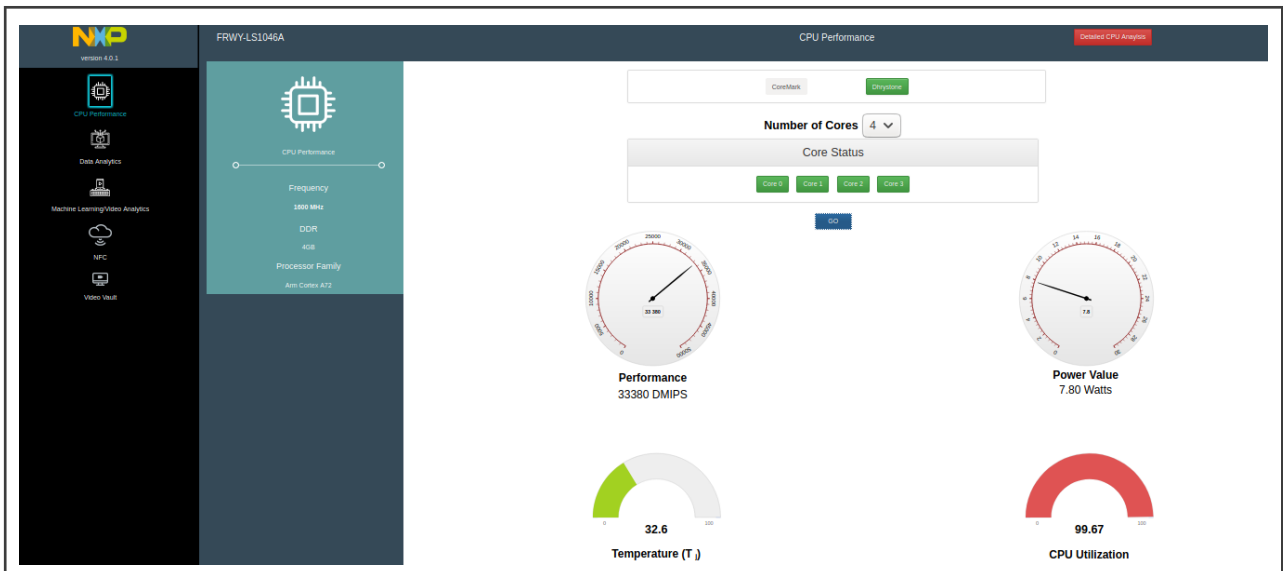 NXP
version 4.0.1
CPU Performance
Data Analytics
Machine Learning/Video Analytics
NFC
Video Vault
FRWY-LS1046A
CPU Performance
Detailed CPU Anaylsis
CPU Performance
Frequency
1600 MHz
DDR
4GB
Processor Family
Arm Cortex A72
CoreMark
Dhrystone
Number of Cores 4
Core Status
Core 0 Core 1 Core 2 Core 3
GO
0 5000 10000 15000 20000 25000 30000 35000 40000 45000 50000
33 380
Performance
33380 DMIPS
0 2 4 6 8 10 12 14 16 18 20 22 24 26 28 30
7.8
Power Value
7.80 Watts
0 32.6 100
Temperature (T j)
0 99.67 100
CPU Utilization